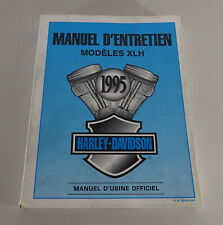 MANUEL D'ENTRETIEN
MODÈLES XLH
1995
HARLEY-DAVIDSON
MANUEL D'USINE OFFICIEL